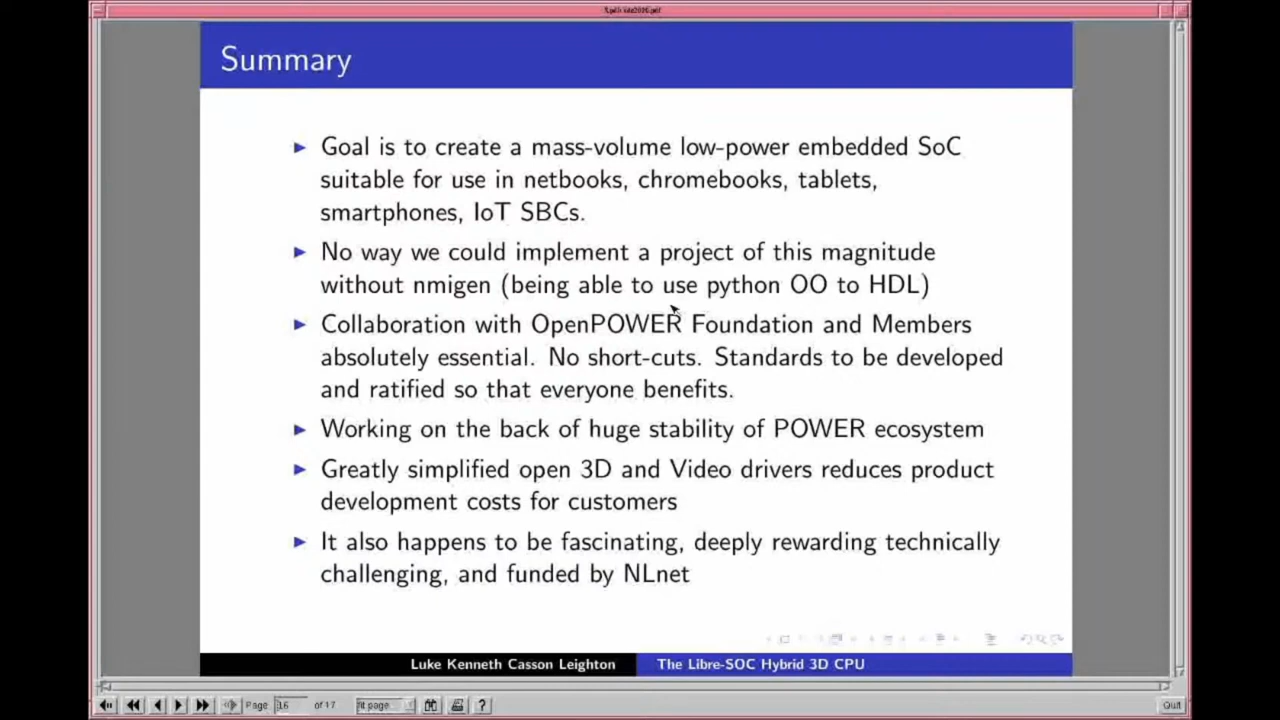 Summary
Goal is to create a mass-volume low-power embedded SoC
suitable for use in netbooks, chromebooks, tablets,
smartphones, IoT SBCs.
No way we could implement a project of this magnitude
without nmigen (being able to use python OO to HDL)
Collaboration with OpenPOWER Foundation and Members
absolutely essential. No short-cuts. Standards to be developed
and ratified so that everyone benefits.
Working on the back of huge stability of POWER ecosystem
Greatly simplified open 3D and Video drivers reduces product
development costs for customers
It also happens to be fascinating, deeply rewarding technically
challenging, and funded by NLnet
Luke Kenneth Casson Leighton The Libre-SOC Hybrid 3D CPU
Page 16 of 17 fit page ? Quit